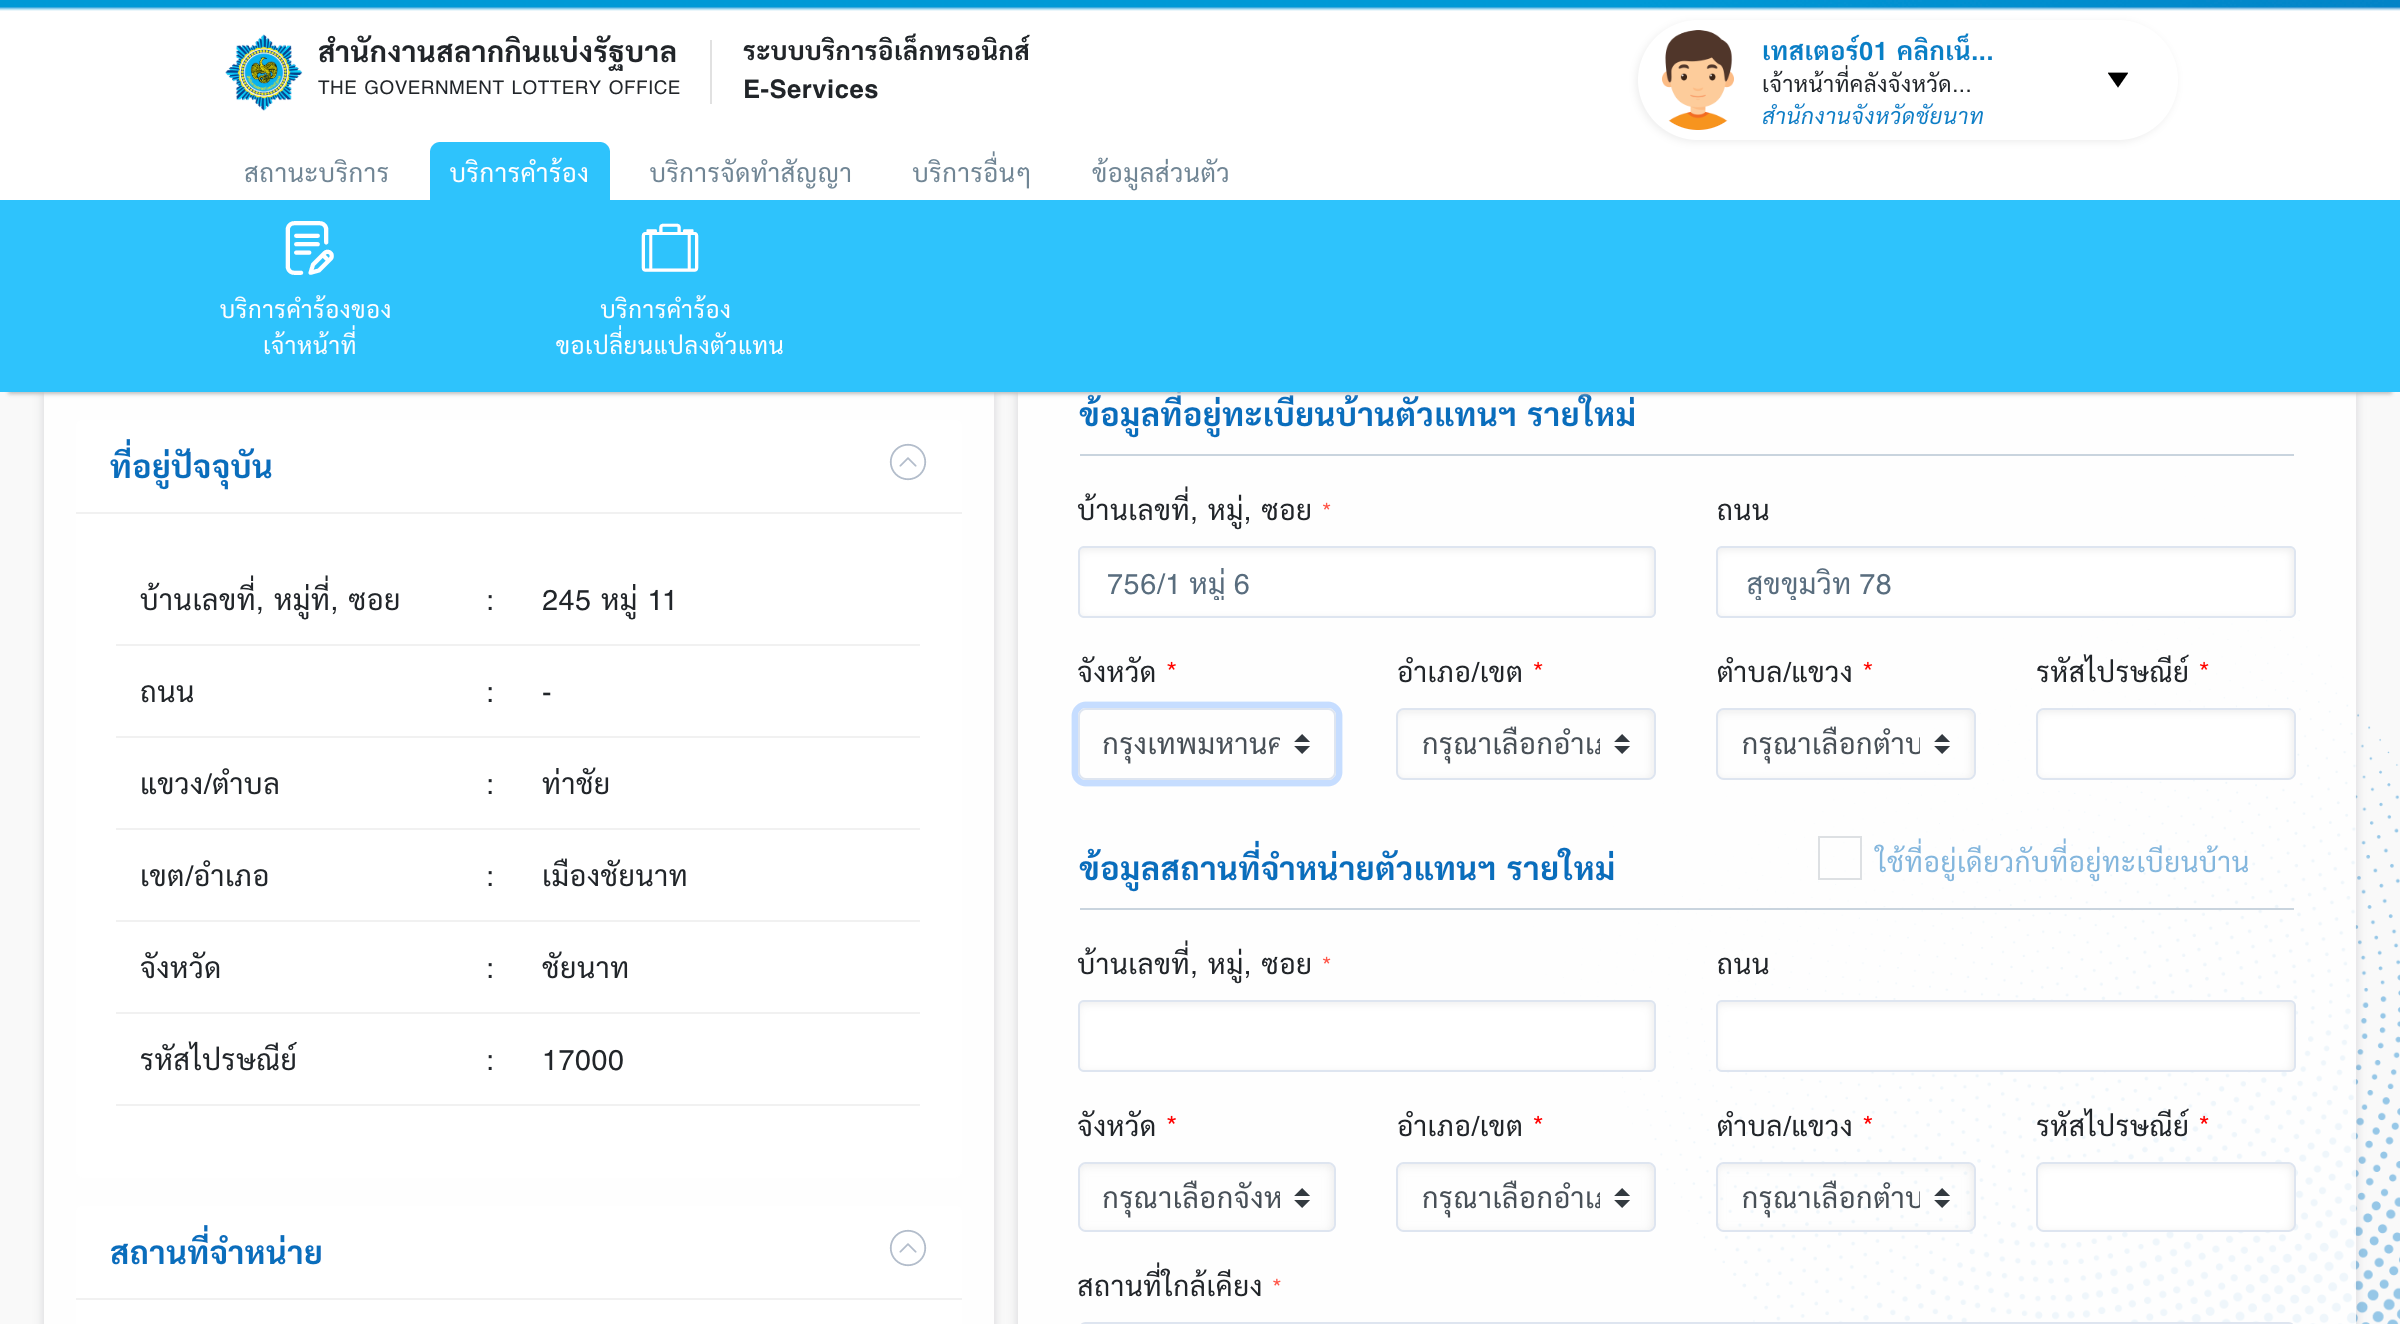 สำนักงานสลากกินแบ่งรัฐบาล
THE GOVERNMENT LOTTERY OFFICE
ระบบบริการอิเล็กทรอนิกส์
E-Services
เทสเตอร์01 คลิกเน็...
เจ้าหน้าที่คลังจังหวัด...
สำนักงานจังหวัดชัยนาท
สถานะบริการ
บริการคำร้อง
บริการจัดทำสัญญา
บริการอื่นๆ
ข้อมูลส่วนตัว
บริการคำร้องของ
เจ้าหน้าที่
บริการคำร้อง
ขอเปลี่ยนแปลงตัวแทน
ที่อยู่ปัจจุบัน
บ้านเลขที่, หมู่ที่, ซอย : 245 หมู่ 11
ถนน : -
แขวง/ตำบล : ท่าชัย
เขต/อำเภอ : เมืองชัยนาท
จังหวัด : ชัยนาท
รหัสไปรษณีย์ : 17000
สถานที่จำหน่าย
ข้อมูลที่อยู่ทะเบียนบ้านตัวแทนฯ รายใหม่
บ้านเลขที่, หมู่, ซอย * ถนน
756/1 หมู่ 6 สุขขุมวิท 78
จังหวัด * อำเภอ/เขต * ตำบล/แขวง * รหัสไปรษณีย์ *
กรุงเทพมหานค กรุณาเลือกอำเภ กรุณาเลือกตำบ
ข้อมูลสถานที่จำหน่ายตัวแทนฯ รายใหม่ ใช้ที่อยู่เดียวกับที่อยู่ทะเบียนบ้าน
บ้านเลขที่, หมู่, ซอย * ถนน
จังหวัด * อำเภอ/เขต * ตำบล/แขวง * รหัสไปรษณีย์ *
กรุณาเลือกจังห กรุณาเลือกอำเภ กรุณาเลือกตำบ
สถานที่ใกล้เคียง *